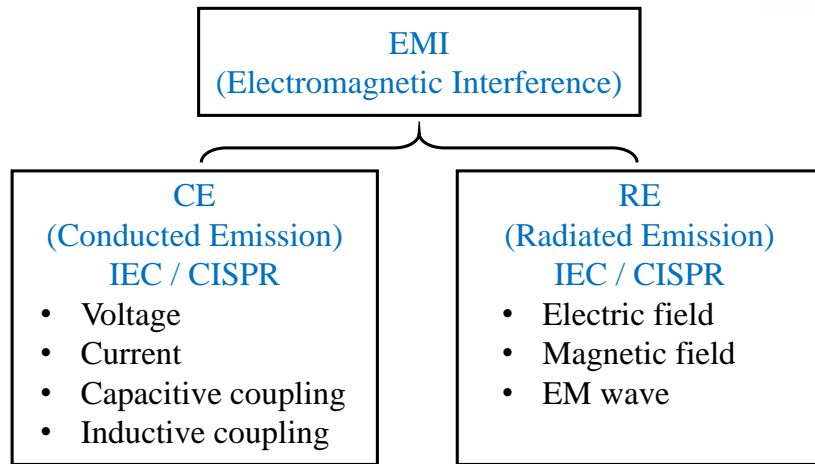 EMI
(Electromagnetic Interference)
CE
(Conducted Emission)
IEC / CISPR
• Voltage
• Current
• Capacitive coupling
• Inductive coupling
RE
(Radiated Emission)
IEC / CISPR
• Electric field
• Magnetic field
• EM wave